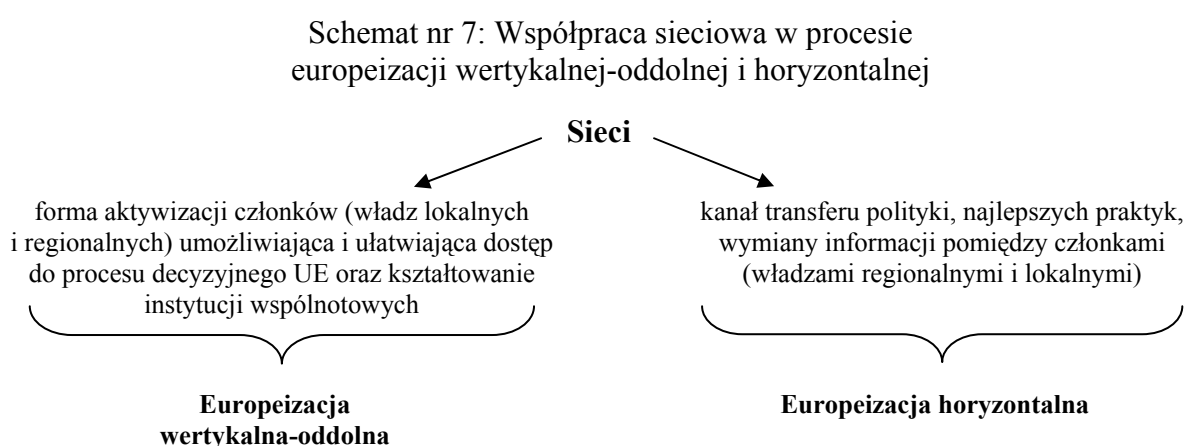 Schemat nr 7: Współpraca sieciowa w procesie
europeizacji wertykalnej-oddolnej i horyzontalnej
Sieci
forma aktywizacji członków (władz lokalnych
i regionalnych) umożliwiająca i ułatwiająca dostęp
do procesu decyzyjnego UE oraz kształtowanie
instytucji wspólnotowych
kanał transferu polityki, najlepszych praktyk,
wymiany informacji pomiędzy członkami
(władzami regionalnymi i lokalnymi)
Europeizacja
wertykalna-oddolna
Europeizacja horyzontalna